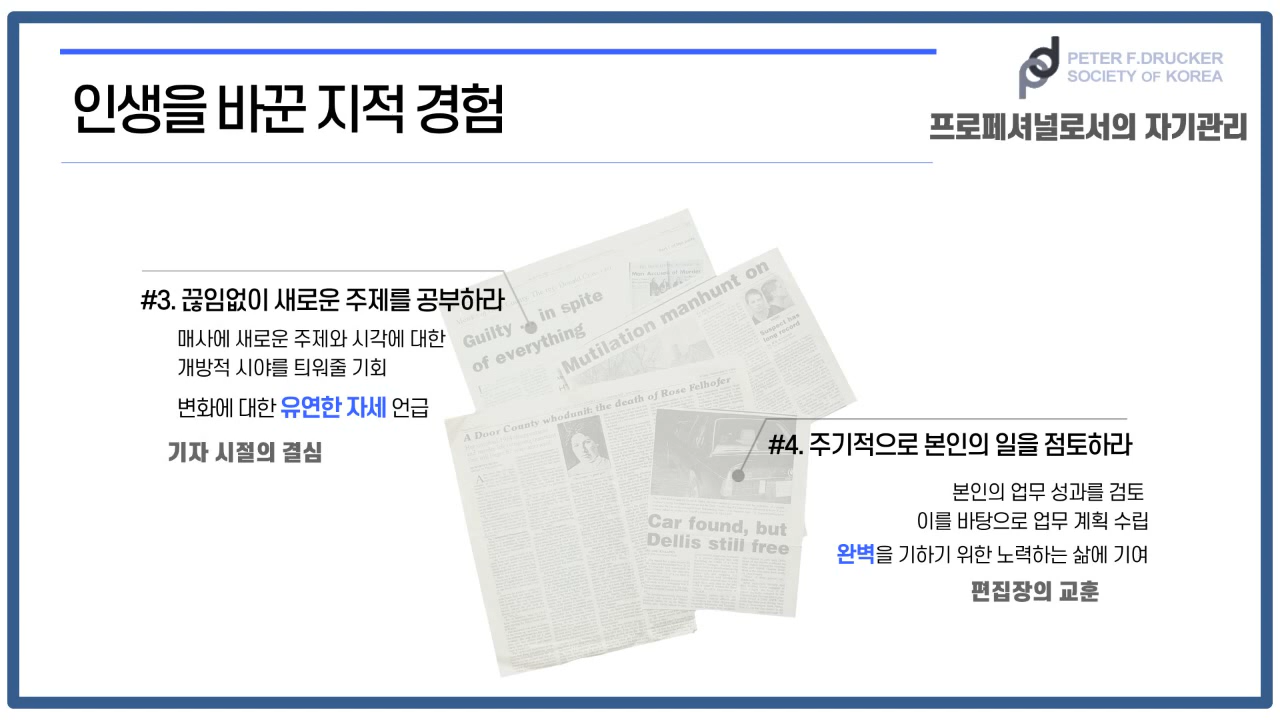 인생을 바꾼 지적 경험
PETER F.DRUCKER
SOCIETY OF KOREA
프로페셔널로서의 자기관리
#3. 끊임없이 새로운 주제를 공부하라
매사에 새로운 주제와 시각에 대한
개방적 시야를 틔워줄 기회
변화에 대한 유연한 자세 언급
기자 시절의 결심
Guilty in spite
of everything
Mutilation manhunt on
Suspect has
long record
A Door County whodunit: the death of Rose Felhofer
Car found, but
Dellis still free
#4. 주기적으로 본인의 일을 점토하라
본인의 업무 성과를 검토
이를 바탕으로 업무 계획 수립
완벽을 기하기 위한 노력하는 삶에 기여
편집장의 교훈